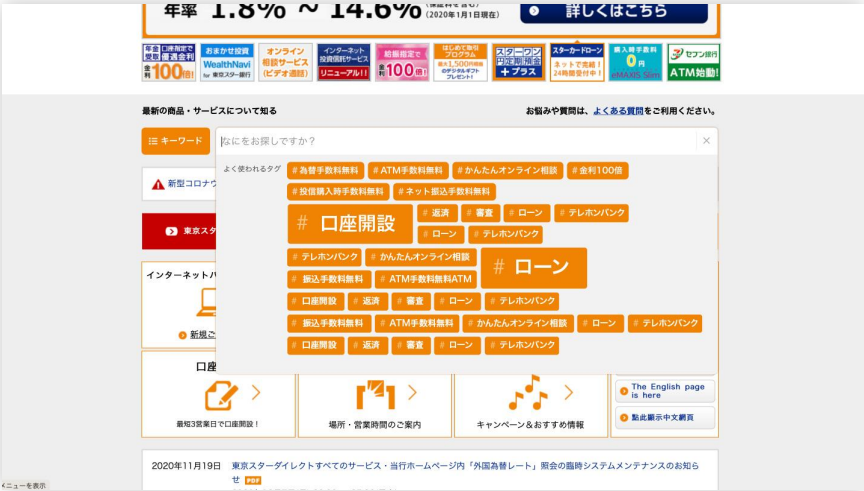 年率 1.8% ~ 14.6%
(2020年1月1日現在)
詳しくはこちら
年金 口座指定で
受取 優遇金利
金利100倍!
おまかせ投資
WealthNavi
for 東京スター銀行
オンライン
相談サービス
(ビデオ通話)
インターネット
投資信託サービス
リニューアル!!
給振指定で
金利100倍!
はじめて取引
プログラム
最大1,500円相当
のデジタルギフト
プレゼント!
スターワン
円定期預金
+プラス
スターカードローン
ネットで完結!
24時間受付中!
購入時手数料
0円
eMAXIS Slim
セブン銀行
ATM始動!
最新の商品・サービスについて知る
お悩みや質問は、よくある質問をご利用ください。
キーワード
なにをお探しですか?
×
よく使われるタグ
#為替手数料無料 #ATM手数料無料 #かんたんオンライン相談 #金利100倍
#投信購入時手数料無料 #ネット振込手数料無料
# 口座開設
# 返済 # 審査 # ローン # テレホンバンク
# ローン # テレホンバンク
# テレホンバンク # かんたんオンライン相談
# ローン
# 振込手数料無料 # ATM手数料無料ATM
# 口座開設 # 返済 # 審査 # ローン # テレホンバンク
# 振込手数料無料 # ATM手数料無料 # かんたんオンライン相談 # ローン # テレホンバンク
# 口座開設 # 返済 # 審査 # ローン # テレホンバンク
新型コロナウ
東京スタ
インターネットバ
新規ご
口座
最短3営業日で口座開設!
場所・営業時間のご案内
キャンペーン&おすすめ情報
The English page
is here
點此顯示中文網頁
2020年11月19日 東京スターダイレクトすべてのサービス・当行ホームページ内「外国為替レート」照会の臨時システムメンテナンスのお知ら
せ PDF
ニューを表示